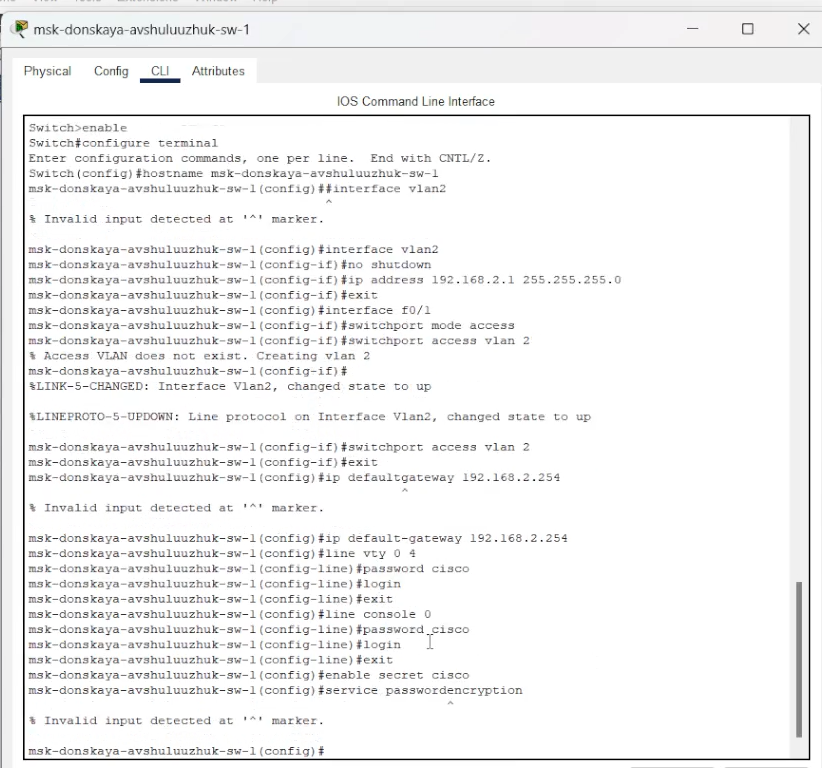 msk-donskaya-avshuluuzhuk-sw-1
Physical Config CLI Attributes
IOS Command Line Interface
Switch>enable
Switch#configure terminal
Enter configuration commands, one per line. End with CNTL/Z.
Switch(config)#hostname msk-donskaya-avshuluuzhuk-sw-1
msk-donskaya-avshuluuzhuk-sw-1(config)##interface vlan2
^
% Invalid input detected at '^' marker.
msk-donskaya-avshuluuzhuk-sw-1(config)#interface vlan2
msk-donskaya-avshuluuzhuk-sw-1(config-if)#no shutdown
msk-donskaya-avshuluuzhuk-sw-1(config-if)#ip address 192.168.2.1 255.255.255.0
msk-donskaya-avshuluuzhuk-sw-1(config-if)#exit
msk-donskaya-avshuluuzhuk-sw-1(config)#interface f0/1
msk-donskaya-avshuluuzhuk-sw-1(config-if)#switchport mode access
msk-donskaya-avshuluuzhuk-sw-1(config-if)#switchport access vlan 2
% Access VLAN does not exist. Creating vlan 2
msk-donskaya-avshuluuzhuk-sw-1(config-if)#
%LINK-5-CHANGED: Interface Vlan2, changed state to up
%LINEPROTO-5-UPDOWN: Line protocol on Interface Vlan2, changed state to up
msk-donskaya-avshuluuzhuk-sw-1(config-if)#switchport access vlan 2
msk-donskaya-avshuluuzhuk-sw-1(config-if)#exit
msk-donskaya-avshuluuzhuk-sw-1(config)#ip defaultgateway 192.168.2.254
^
% Invalid input detected at '^' marker.
msk-donskaya-avshuluuzhuk-sw-1(config)#ip default-gateway 192.168.2.254
msk-donskaya-avshuluuzhuk-sw-1(config)#line vty 0 4
msk-donskaya-avshuluuzhuk-sw-1(config-line)#password cisco
msk-donskaya-avshuluuzhuk-sw-1(config-line)#login
msk-donskaya-avshuluuzhuk-sw-1(config-line)#exit
msk-donskaya-avshuluuzhuk-sw-1(config)#line console 0
msk-donskaya-avshuluuzhuk-sw-1(config-line)#password cisco
msk-donskaya-avshuluuzhuk-sw-1(config-line)#login
msk-donskaya-avshuluuzhuk-sw-1(config-line)#exit
msk-donskaya-avshuluuzhuk-sw-1(config)#enable secret cisco
msk-donskaya-avshuluuzhuk-sw-1(config)#service passwordencryption
^
% Invalid input detected at '^' marker.
msk-donskaya-avshuluuzhuk-sw-1(config)#